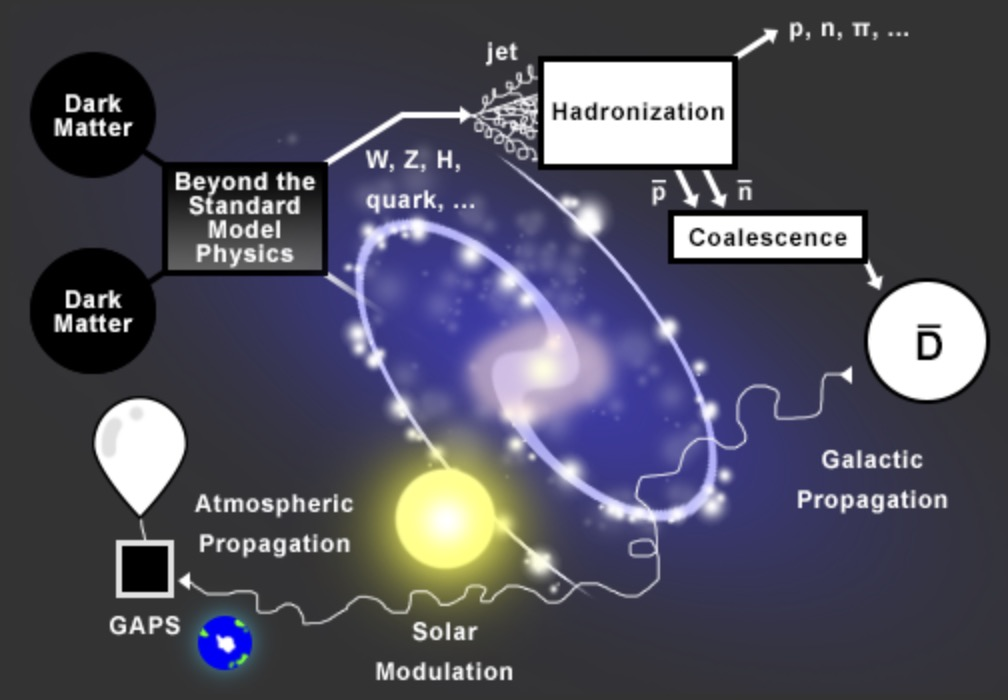 Dark
Matter
Beyond the
Standard
Model
Physics
Dark
Matter
W, Z, H,
quark, ...
jet
Hadronization
p, n, π, ...
p̅
n̅
Coalescence
D̅
Galactic
Propagation
Solar
Modulation
Atmospheric
Propagation
GAPS